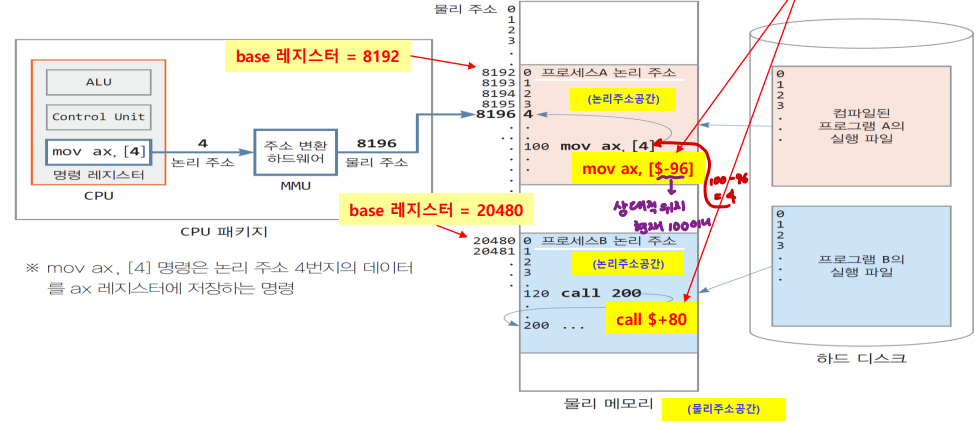 물리 주소 0
1
2
3
.
.
base 레지스터 = 8192
8192 0 프로세스A 논리 주소
8193 1
8194 2
8195 3
8196 4
(논리주소공간)
.
.
100 mov ax, [4]
.
.
mov ax, [$-96]
100-96
= 4
상대적 위치
현재 100이니
ALU
Control Unit
mov ax, [4]
명령 레지스터
CPU
4
논리 주소
주소 변환
하드웨어
MMU
8196
물리 주소
CPU 패키지
base 레지스터 = 20480
20480 0 프로세스B 논리 주소
20481 1
. 2
. 3
(논리주소공간)
.
120 call 200
.
.
call $+80
200 ...
※ mov ax, [4] 명령은 논리 주소 4번지의 데이터
를 ax 레지스터에 저장하는 명령
물리 메모리
(물리주소공간)
0
1
2
3
.
.
.
컴파일된
프로그램 A의
실행 파일
0
1
2
3
.
.
.
프로그램 B의
실행 파일
하드 디스크